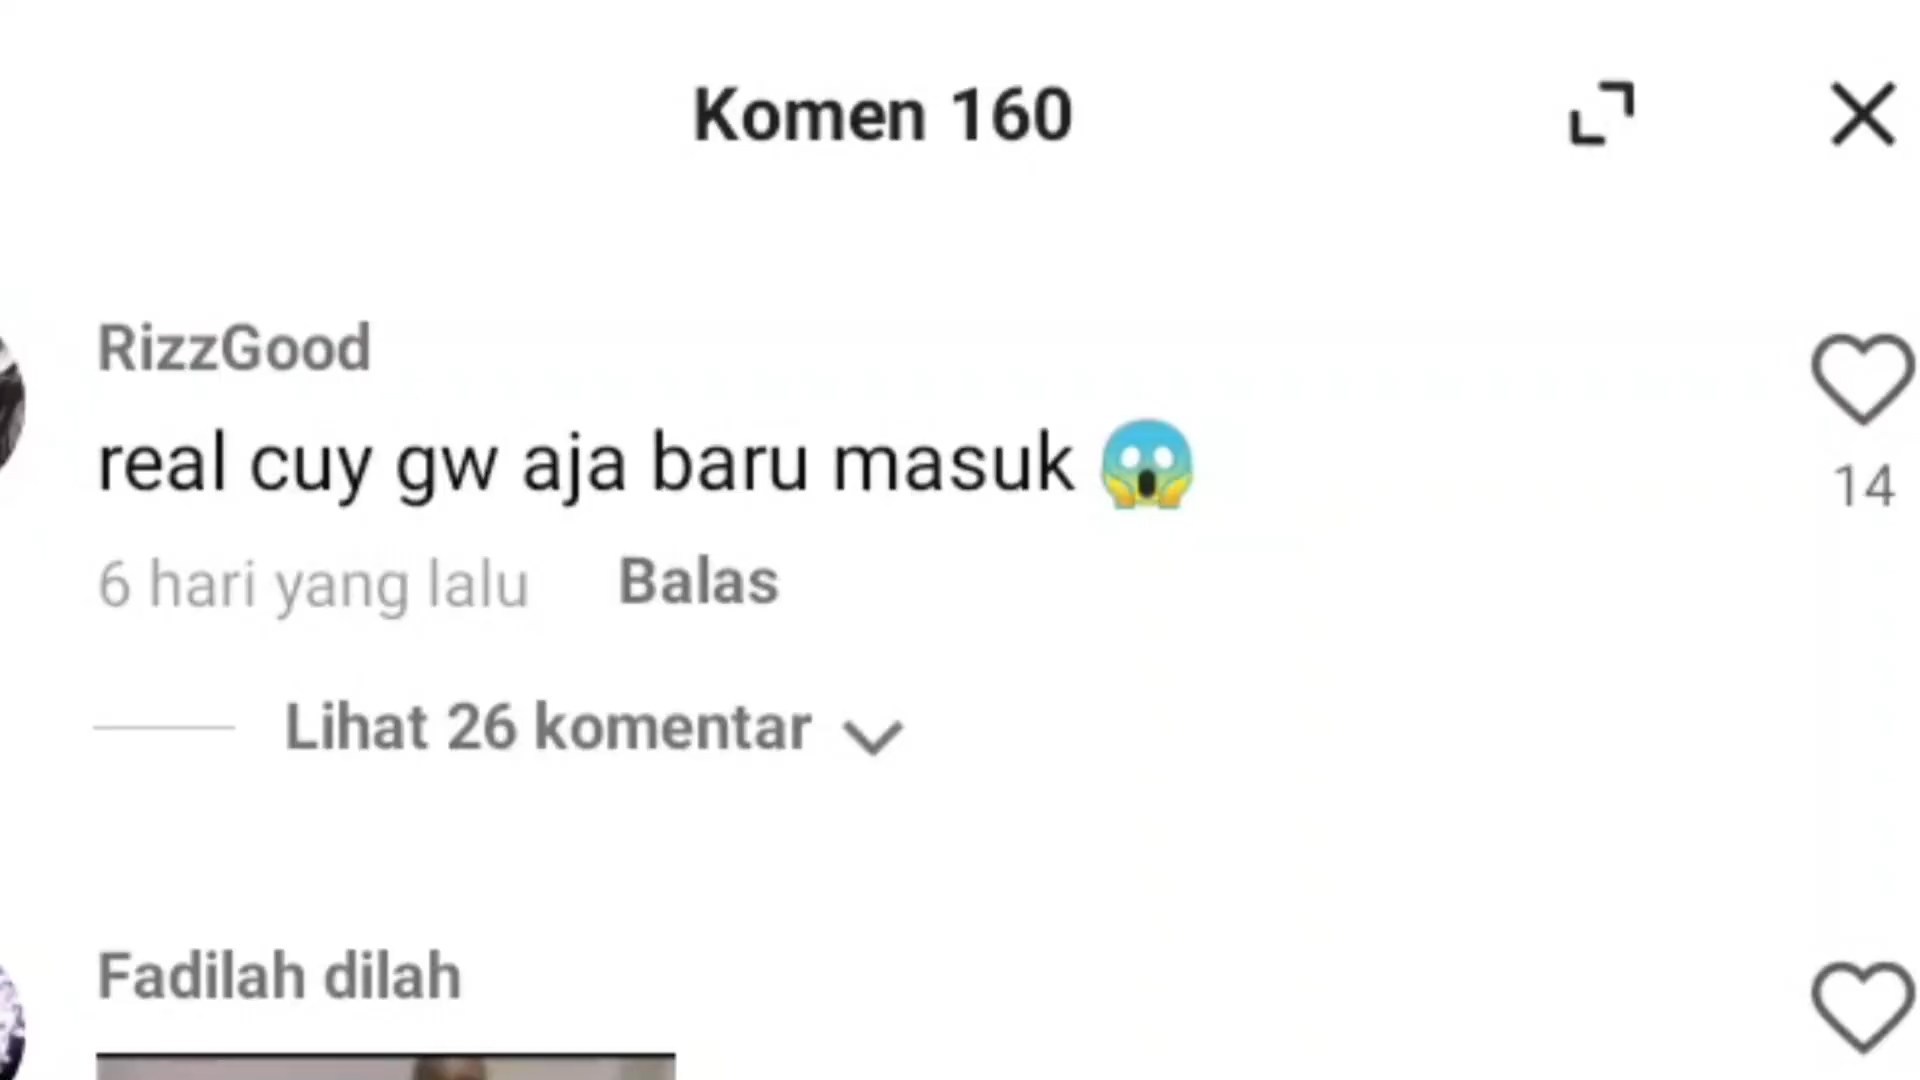 Komen 160
RizzGood
real cuy gw aja baru masuk 😱
14
6 hari yang lalu Balas
Lihat 26 komentar
Fadilah dilah